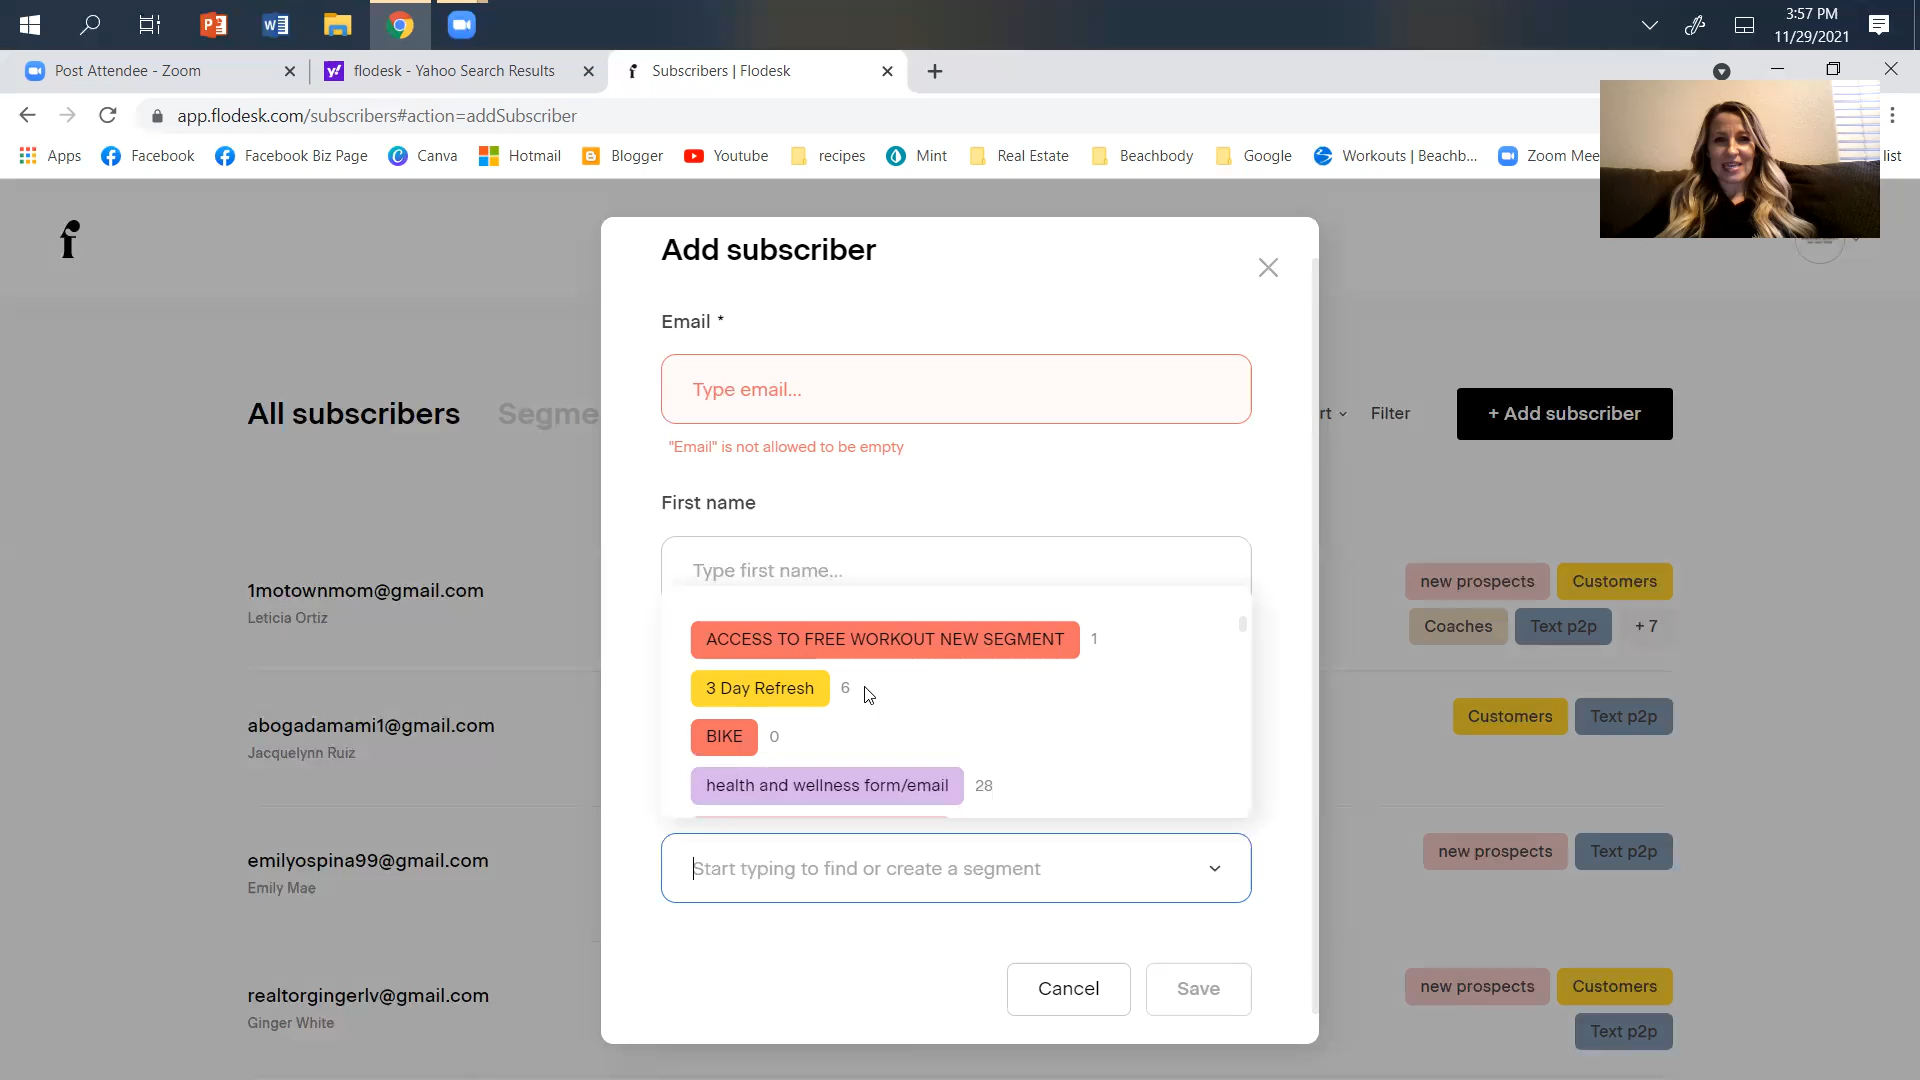 3:57 PM
11/29/2021
Post Attendee - Zoom
flodesk - Yahoo Search Results
Subscribers | Flodesk
app.flodesk.com/subscribers#action=addSubscriber
Apps
Facebook
Facebook Biz Page
Canva
Hotmail
Blogger
Youtube
recipes
Mint
Real Estate
Beachbody
Google
Workouts | Beachb...
Zoom Mee
list
f
Add subscriber
Email *
Type email...
"Email" is not allowed to be empty
All subscribers
Segme
rt
Filter
+ Add subscriber
First name
Type first name...
1motownmom@gmail.com
Leticia Ortiz
new prospects
Customers
Coaches
Text p2p
+ 7
ACCESS TO FREE WORKOUT NEW SEGMENT 1
3 Day Refresh 6
BIKE 0
health and wellness form/email 28
abogadamami1@gmail.com
Jacquelynn Ruiz
Customers
Text p2p
Start typing to find or create a segment
emilyospina99@gmail.com
Emily Mae
new prospects
Text p2p
Cancel
Save
realtorgingerlv@gmail.com
Ginger White
new prospects
Customers
Text p2p